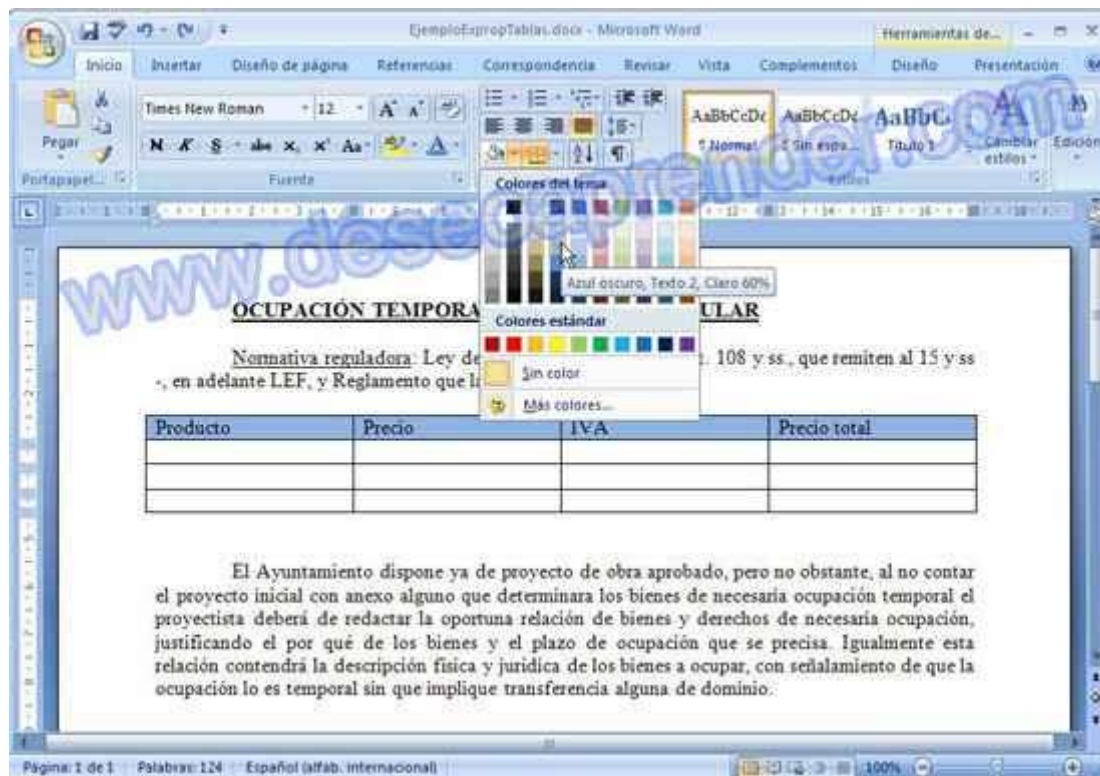 EjemploExpropTablas.docx - Microsoft Word
Herramientas de...
Inicio Insertar Diseño de página Referencias Correspondencia Revisar Vista Complementos Diseño Presentación
Times New Roman 12
Pegar
N K S abc x, x' Aa A
AaBbCcDc AaBbCcDc AaBbC
¶ Normal ¶ Sin espa... Título 1
Cambiar estilos
Edición
Portapapel... Fuente Estilos
www.deseoaprender.com
Colores del tema
Azul oscuro, Texto 2, Claro 60%
Colores estándar
Sin color
Más colores...
OCUPACIÓN TEMPORA ULAR
Normativa reguladora: Ley de . 108 y ss., que remiten al 15 y ss
-, en adelante LEF, y Reglamento que l
Producto Precio IVA Precio total
El Ayuntamiento dispone ya de proyecto de obra aprobado, pero no obstante, al no contar
el proyecto inicial con anexo alguno que determinara los bienes de necesaria ocupación temporal el
proyectista deberá de redactar la oportuna relación de bienes y derechos de necesaria ocupación,
justificando el por qué de los bienes y el plazo de ocupación que se precisa. Igualmente esta
relación contendrá la descripción física y jurídica de los bienes a ocupar, con señalamiento de que la
ocupación lo es temporal sin que implique transferencia alguna de dominio.
Página: 1 de 1 Palabras: 124 Español (alfab. internacional) 100%